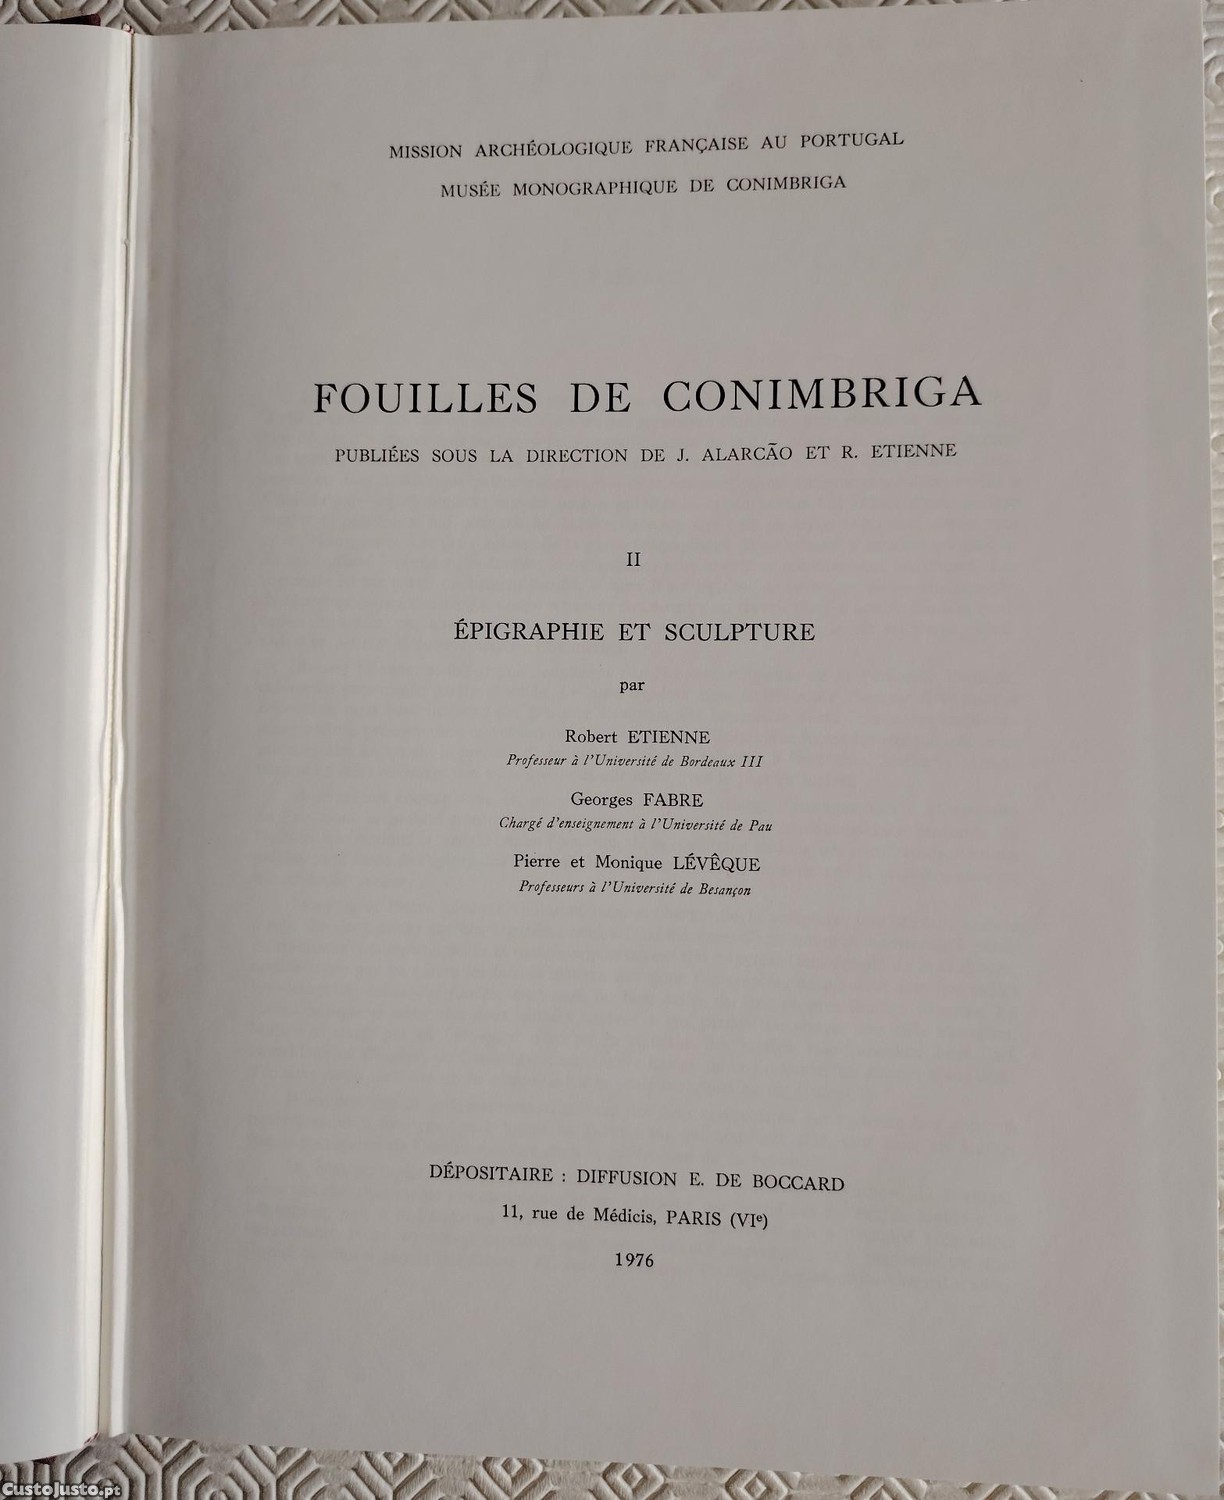 MISSION ARCHÉOLOGIQUE FRANÇAISE AU PORTUGAL
MUSÉE MONOGRAPHIQUE DE CONIMBRIGA
FOUILLES DE CONIMBRIGA
PUBLIÉES SOUS LA DIRECTION DE J. ALARCÃO ET R. ETIENNE
II
ÉPIGRAPHIE ET SCULPTURE
par
Robert ETIENNE
Professeur à l'Université de Bordeaux III
Georges FABRE
Chargé d'enseignement à l'Université de Pau
Pierre et Monique LÉVÊQUE
Professeurs à l'Université de Besançon
DÉPOSITAIRE : DIFFUSION E. DE BOCCARD
11, rue de Médicis, PARIS (VIe)
1976
CustoJusto.pt